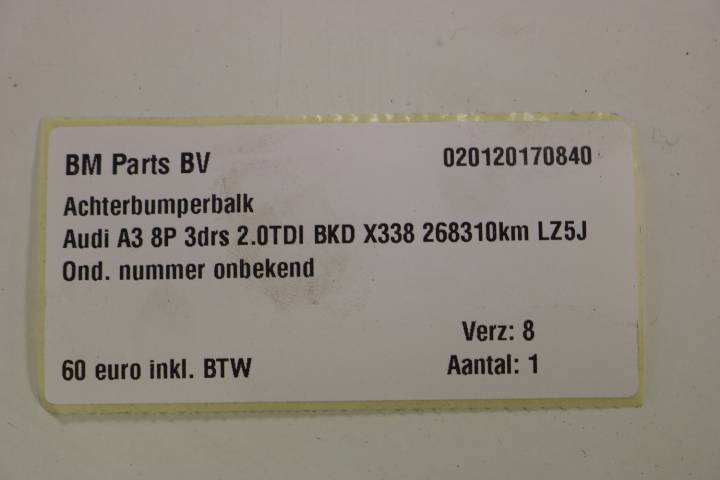 BM Parts BV 020120170840
Achterbumperbalk
Audi A3 8P 3drs 2.0TDI BKD X338 268310km LZ5J
Ond. nummer onbekend
Verz: 8
60 euro inkl. BTW Aantal: 1